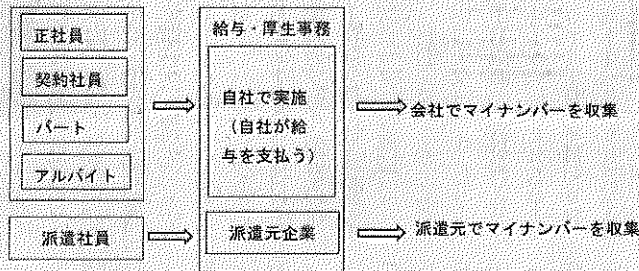 正社員
契約社員
パート
アルバイト
派遣社員
給与・厚生事務
自社で実施
（自社が給
与を支払う）
派遣元企業
会社でマイナンバーを収集
派遣元でマイナンバーを収集